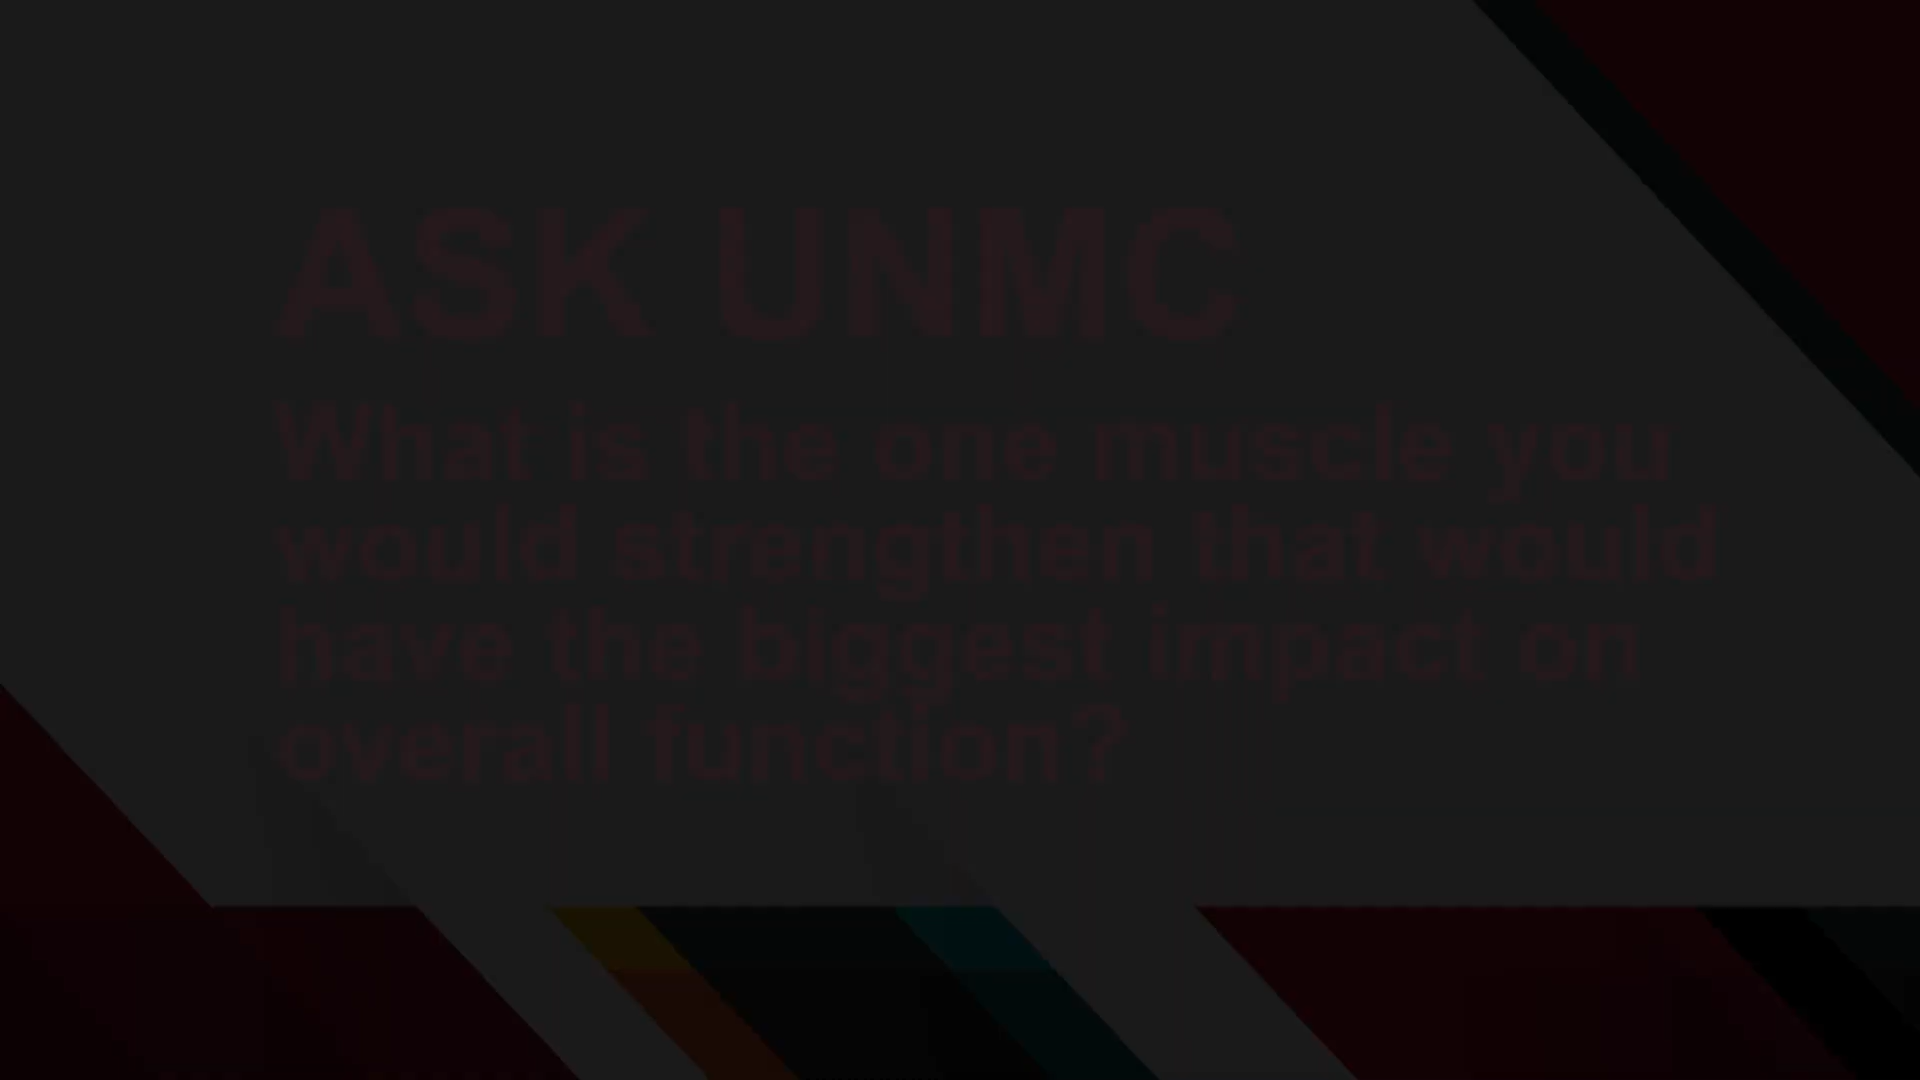 ASK UNMC
What is the one muscle you
would strengthen that would
have the biggest impact on
overall function?